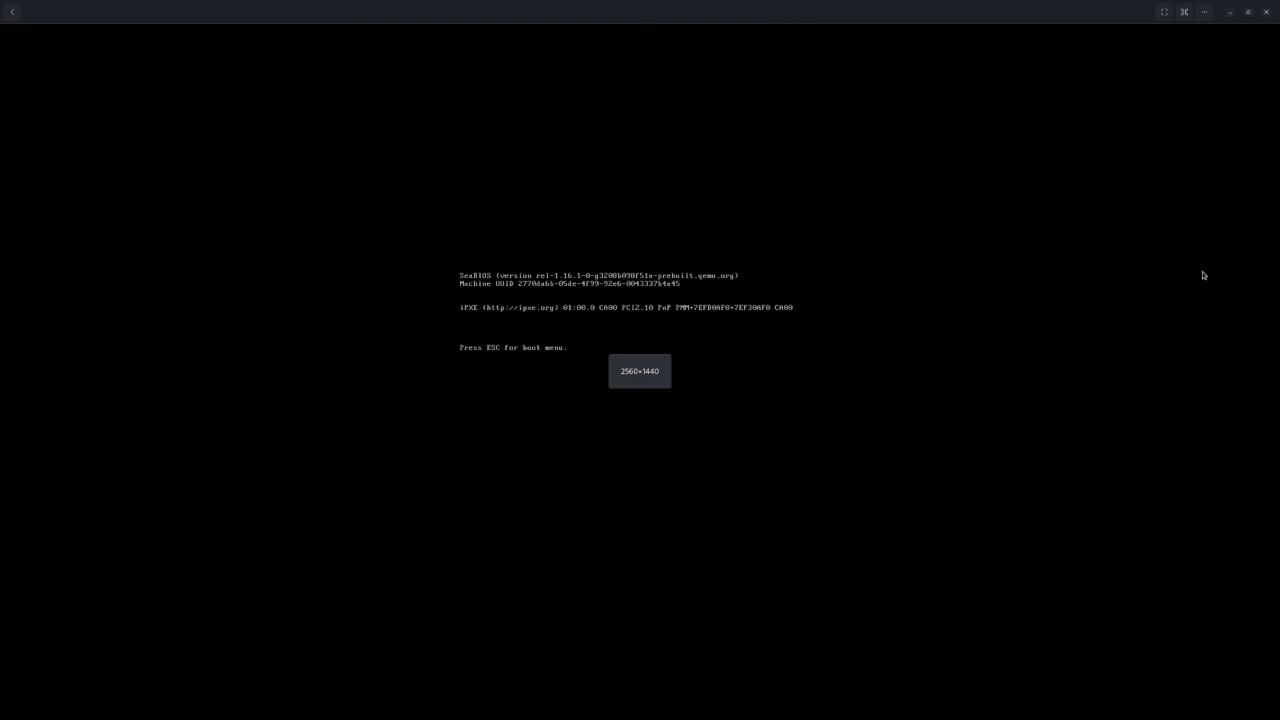 SeaBIOS (version rel-1.16.1-0-g3208b098f51a-prebuilt.qemu.org)
Machine UUID 2770da6b-05de-4f99-92e6-0043337b4a45
iPXE (http://ipxe.org) 01:00.0 CA00 PCI2.10 PnP PMM+7EFD0AF0+7EF30AF0 CA00
Press ESC for boot menu.
2560×1440